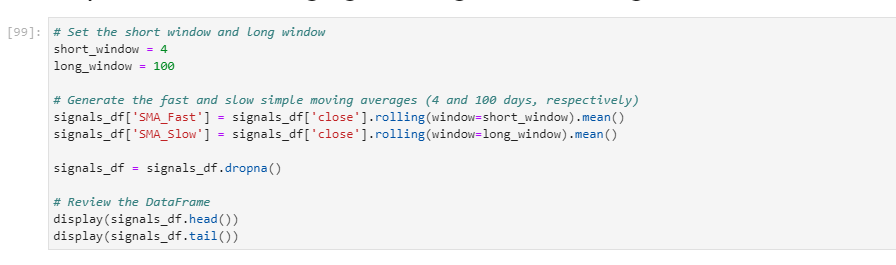 [99]: # Set the short window and long window
short_window = 4
long_window = 100
# Generate the fast and slow simple moving averages (4 and 100 days, respectively)
signals_df['SMA_Fast'] = signals_df['close'].rolling(window=short_window).mean()
signals_df['SMA_Slow'] = signals_df['close'].rolling(window=long_window).mean()
signals_df = signals_df.dropna()
# Review the DataFrame
display(signals_df.head())
display(signals_df.tail())